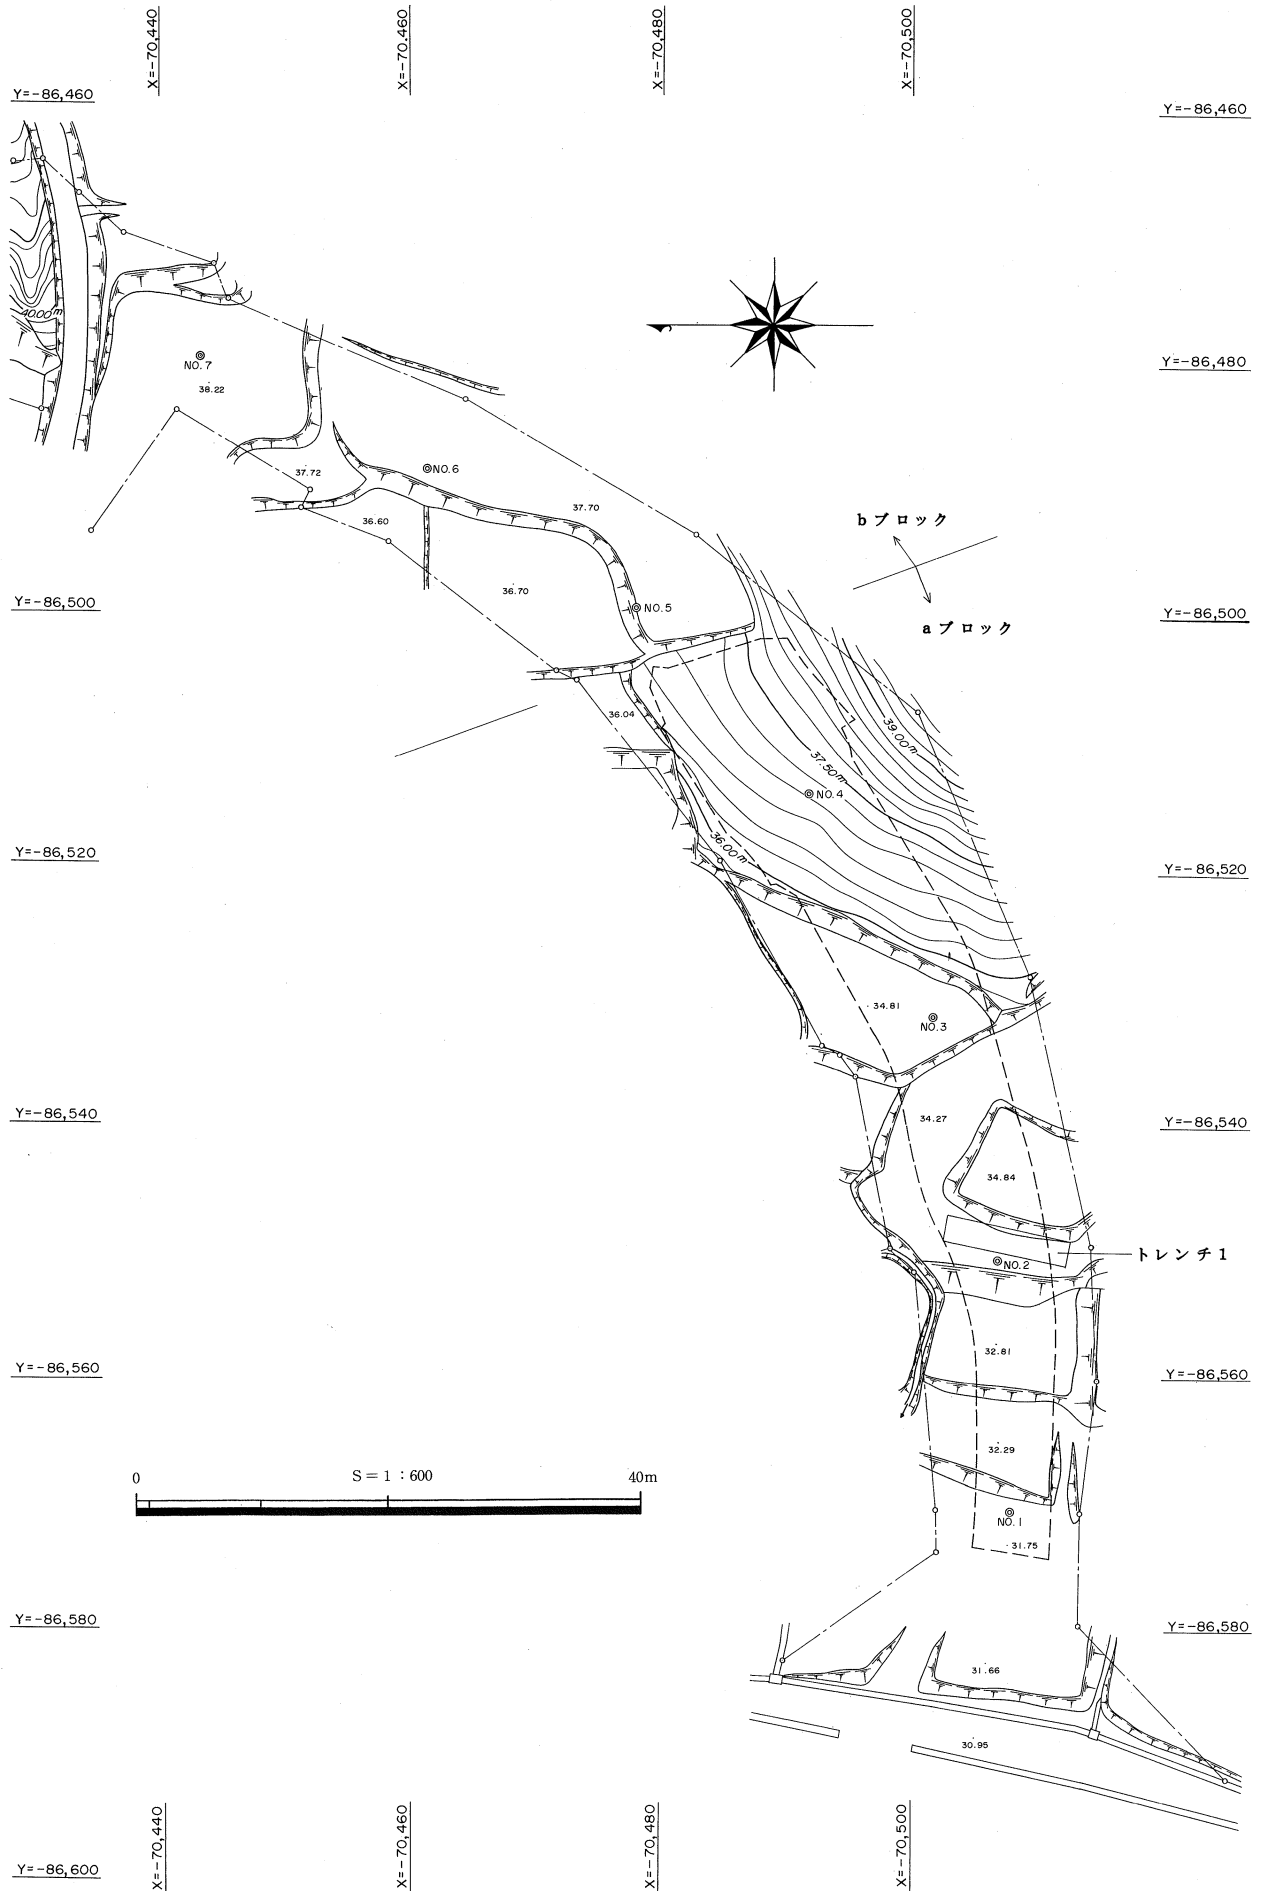 X=-70,440
X=-70,460
X=-70,480
X=-70,500
Y=-86,460
Y=-86,460
40.00m
NO.7
38.22
Y=-86,480
NO.6
37.72
37.70
36.60
bブロック
36.70
Y=-86,500
NO.5
Y=-86,500
aブロック
36.04
39.00m
37.50m
NO.4
36.00m
Y=-86,520
Y=-86,520
34.81
NO.3
Y=-86,540
34.27
Y=-86,540
34.84
トレンチ1
NO.2
32.81
Y=-86,560
Y=-86,560
32.29
0
S=1:600
40m
NO.1
31.75
Y=-86,580
Y=-86,580
31.66
30.95
X=-70,440
X=-70,460
X=-70,480
X=-70,500
Y=-86,600